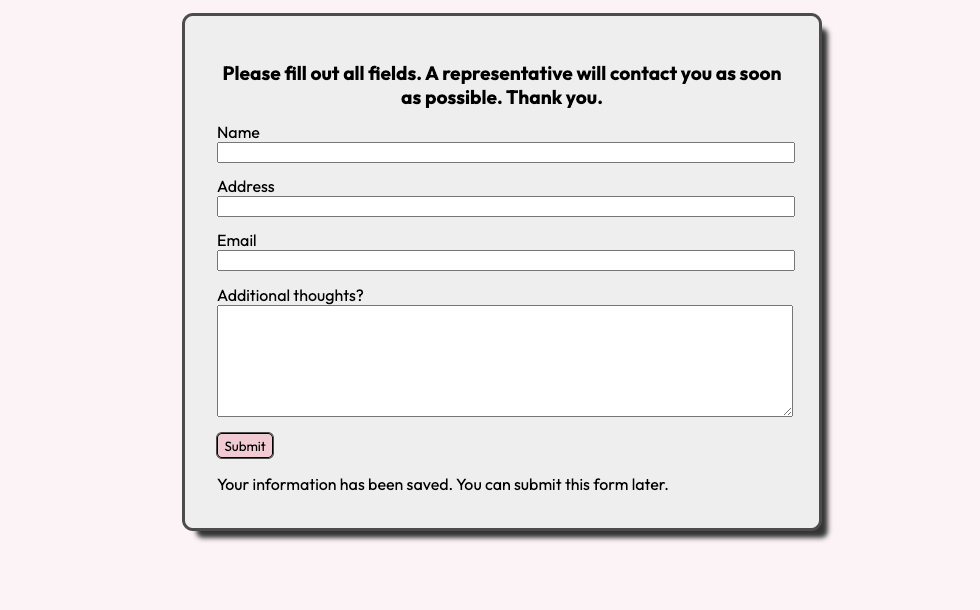 Please fill out all fields. A representative will contact you as soon
as possible. Thank you.
Name
Address
Email
Additional thoughts?
Submit
Your information has been saved. You can submit this form later.